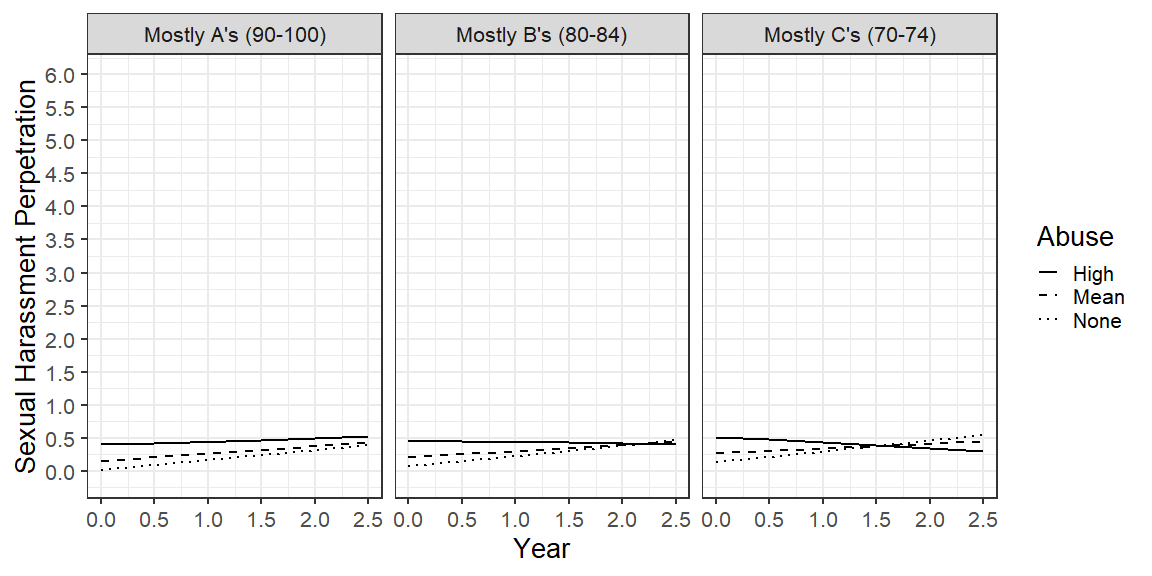 Mostly A's (90-100) Mostly B's (80-84) Mostly C's (70-74)
Sexual Harassment Perpetration
6.0
5.5
5.0
4.5
4.0
3.5
3.0
2.5
2.0
1.5
1.0
0.5
0.0
0.0 0.5 1.0 1.5 2.0 2.5 0.0 0.5 1.0 1.5 2.0 2.5 0.0 0.5 1.0 1.5 2.0 2.5
Year
Abuse
High
Mean
None